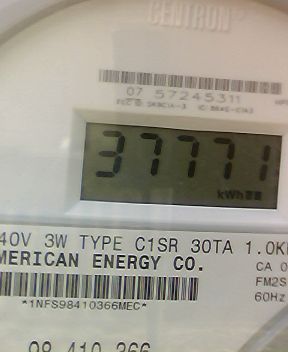 CENTRON®
07 57245311
37771
kWh
40V 3W TYPE C1SR 30TA 1.0K
MERICAN ENERGY CO.
CA 0
FM2S
60Hz
*1NFS98410366MEC*
98 410 366